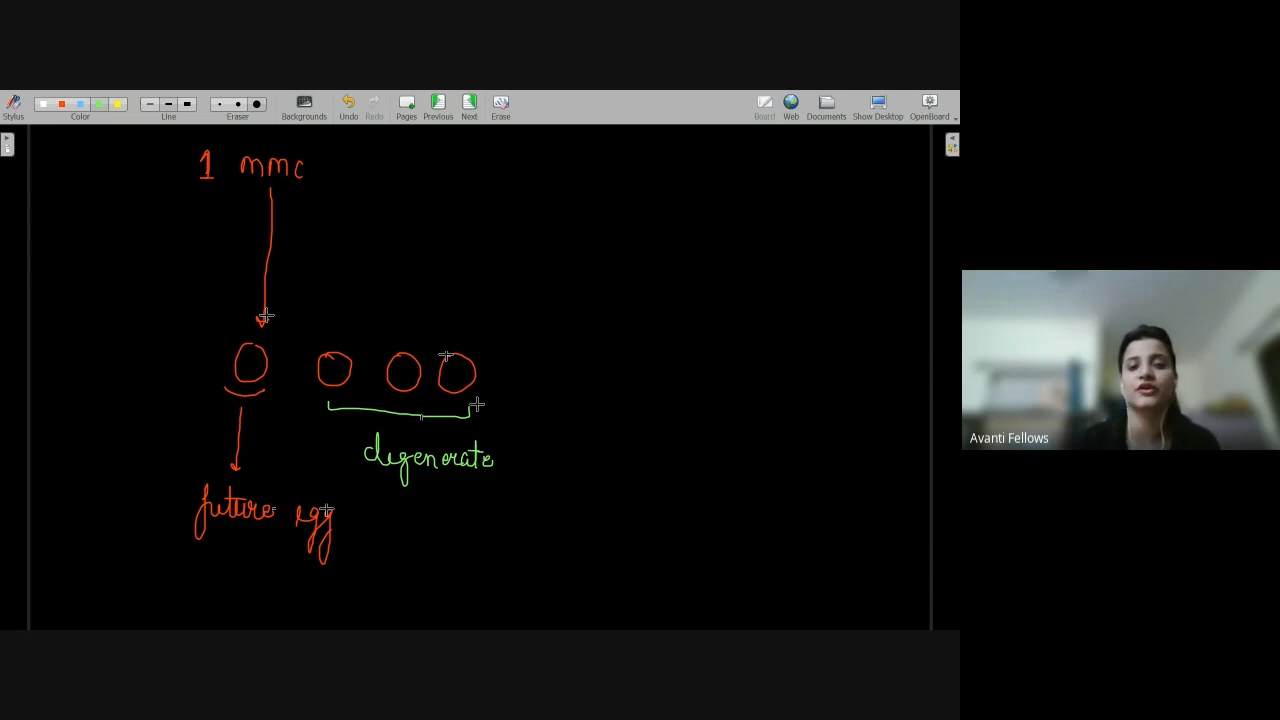 Stylus
Color
Line
Eraser
Backgrounds
Undo
Redo
Pages
Previous
Next
Erase
Board
Web
Documents
Show Desktop
OpenBoard
1 mmc
degenerate
future egg
Avanti Fellows